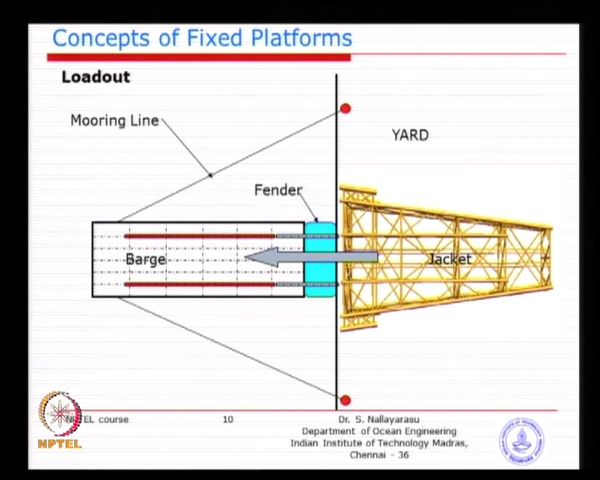 Concepts of Fixed Platforms
Loadout
Mooring Line
YARD
Fender
Barge
Jacket
NPTEL course
10
Dr. S. Nallayarasu
Department of Ocean Engineering
Indian Institute of Technology Madras,
Chennai - 36
NPTEL